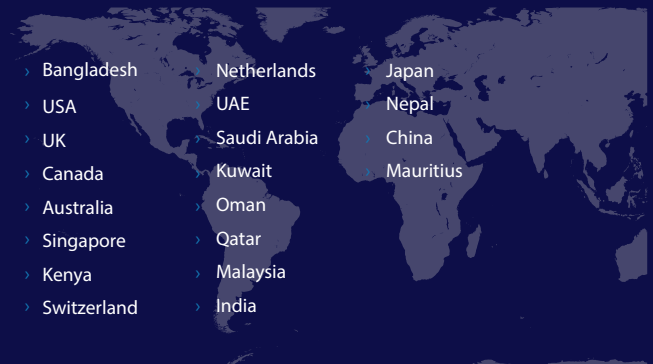 Bangladesh
USA
UK
Canada
Australia
Singapore
Kenya
Switzerland
Netherlands
UAE
Saudi Arabia
Kuwait
Oman
Qatar
Malaysia
India
Japan
Nepal
China
Mauritius